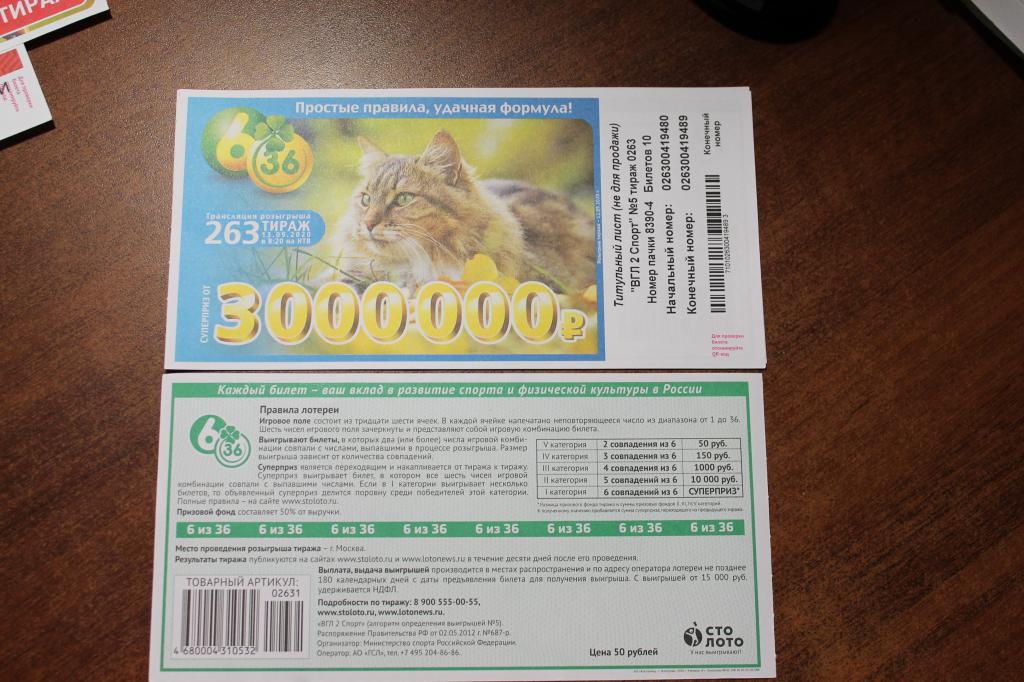 ТИРА
Простые правила, удачная формула!
6
36
Трансляция розыгрыша
263 ТИРАЖ
13.09.2020
в 8:20 на НТВ
СУПЕРПРИЗ ОТ
3 000 000 ₽
Титульный лист (не для продажи)
"ВГЛ 2 Спорт" №5 тираж 0263
Номер пачки 8390-4 Билетов 10
Начальный номер: 026300419480
Конечный номер: 026300419489
Конечный
номер
Для проверки
билета
отсканируйте
QR-код
Каждый билет – ваш вклад в развитие спорта и физической культуры в России
6
36
Правила лотереи
Игровое поле состоит из тридцати шести ячеек. В каждой ячейке напечатано неповторяющееся число из диапазона от 1 до 36.
Шесть чисел игрового поля зачеркнуты и представляют собой игровую комбинацию билета.
Выигрывают билеты, в которых два (или более) числа игровой комби-
нации совпали с числами, выпавшими в процессе розыгрыша. Размер
выигрыша зависит от количества совпадений.
Суперприз является переходящим и накапливается от тиража к тиражу.
Суперприз выигрывает билет, в котором все шесть чисел игровой
комбинации совпали с выпавшими числами. Если в I категории выигрывает несколько
билетов, то объявленный суперприз делится поровну среди победителей этой категории.
Полные правила – на сайте www.stoloto.ru.
Призовой фонд составляет 50% от выручки.
V категория 2 совпадения из 6 50 руб.
IV категория 3 совпадения из 6 150 руб.
III категория 4 совпадения из 6 1000 руб.
II категория 5 совпадений из 6 10 000 руб.
I категория 6 совпадений из 6 СУПЕРПРИЗ*
6 из 36 6 из 36 6 из 36 6 из 36 6 из 36 6 из 36 6 из 36 6 из 36
Место проведения розыгрыша тиража – г. Москва.
Результаты тиража публикуются на сайтах www.stoloto.ru и www.lotonews.ru в течение десяти дней после его проведения.
Выплата, выдача выигрышей производится в местах распространения и по адресу оператора лотереи не позднее
180 календарных дней с даты предъявления билета для получения выигрыша. С выигрышей от 15 000 руб.
удерживается НДФЛ.
Подробности по тиражу: 8 900 555-00-55,
www.stoloto.ru, www.lotonews.ru.
«ВГЛ 2 Спорт» (алгоритм определения выигрышей №5).
Распоряжение Правительства РФ от 02.05.2012 г. №687-р.
Организатор: Министерство спорта Российской Федерации.
Оператор: АО «ГСЛ», тел. +7 495 204-86-86.
ТОВАРНЫЙ АРТИКУЛ:
02631
4 680004 310532
Цена 50 рублей
СТО
ЛОТО
У нас выигрывают!